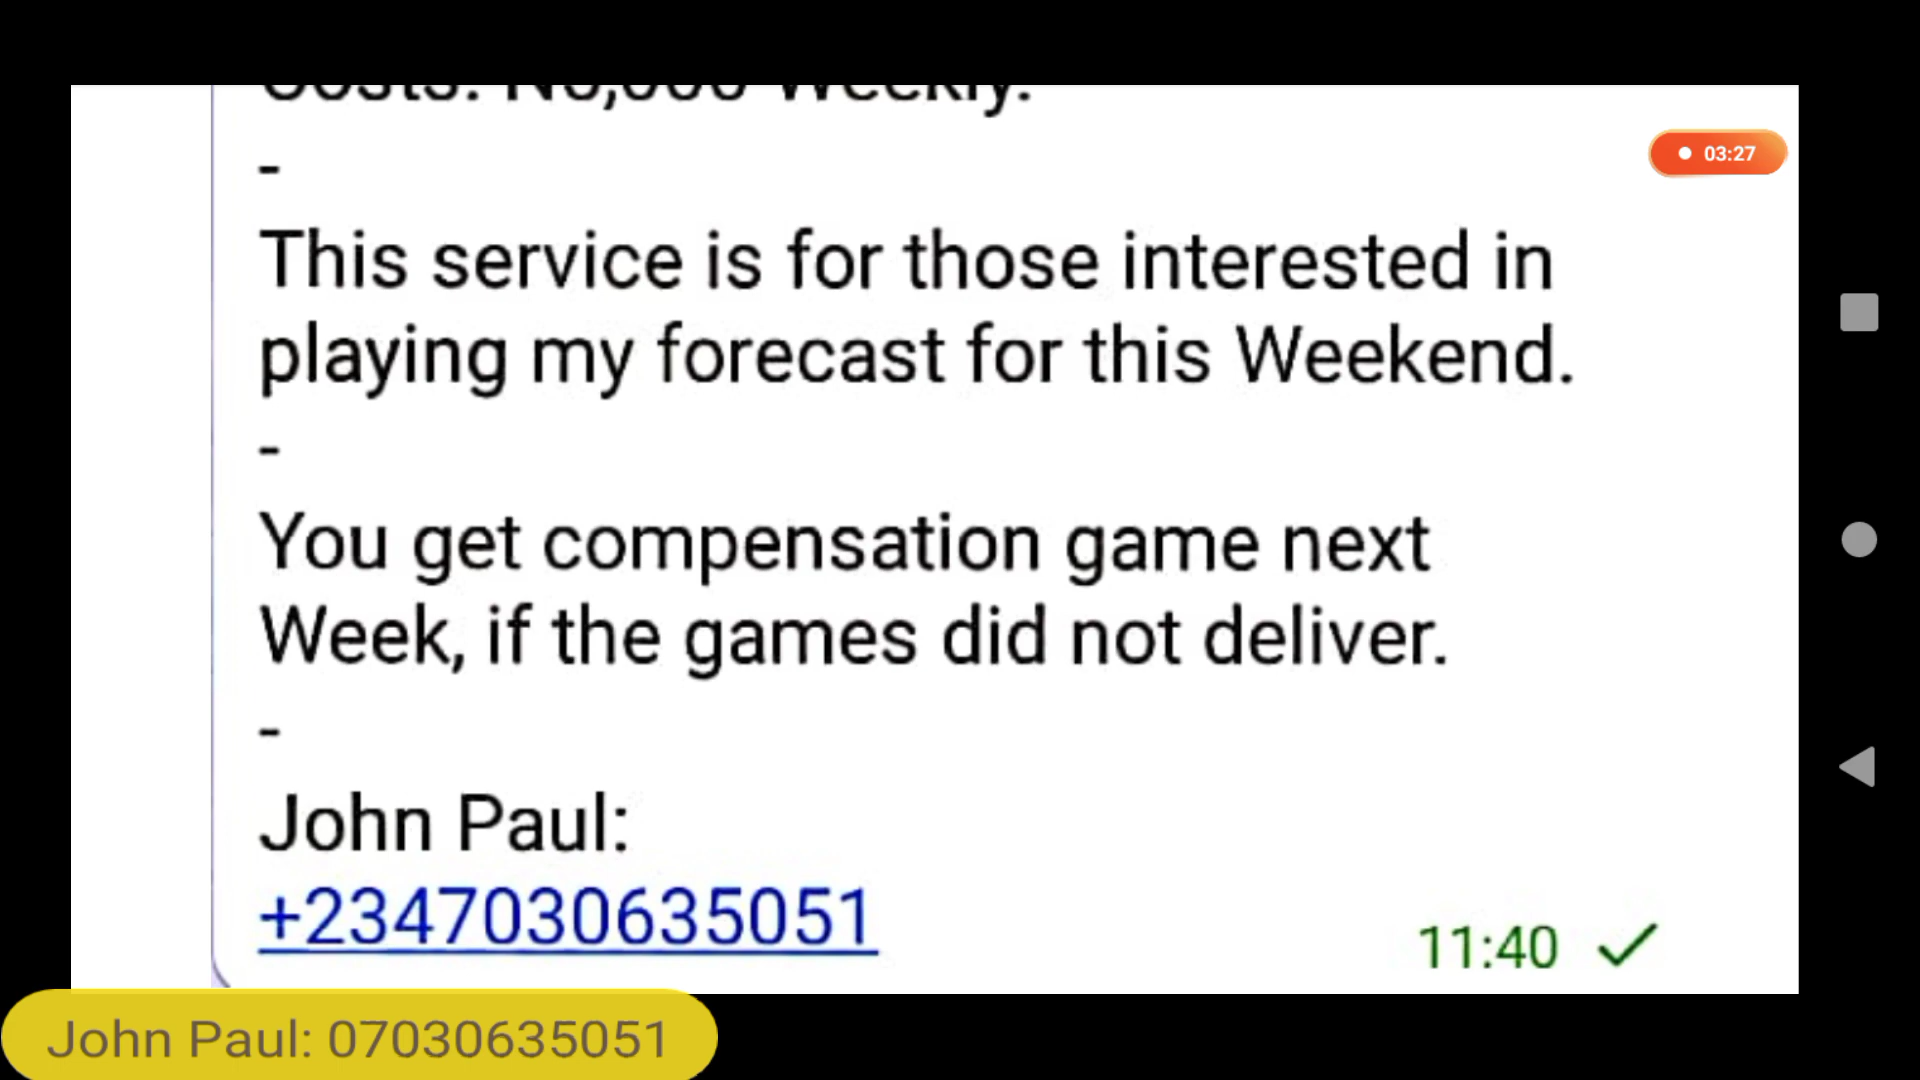 Weekly.
-
03:27
This service is for those interested in
playing my forecast for this Weekend.
-
You get compensation game next
Week, if the games did not deliver.
-
John Paul:
+2347030635051
11:40
John Paul: 07030635051